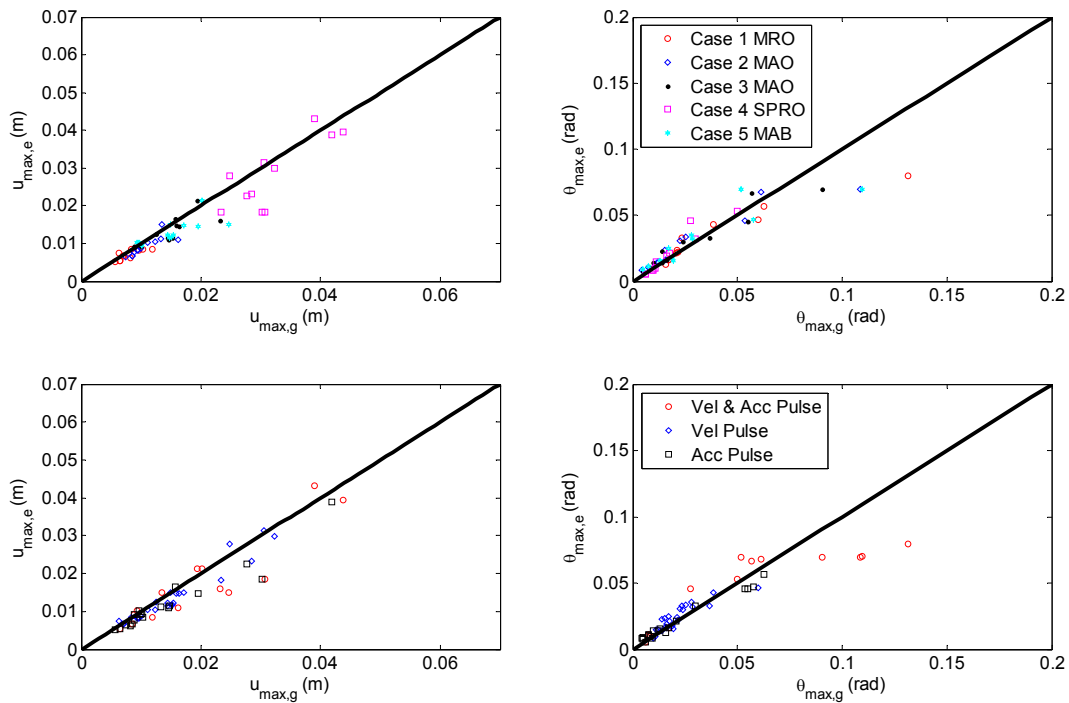 0.07
0.06
0.05
0.04
0.03
0.02
0.01
0
u_max,e (m)
0 0.02 0.04 0.06
u_max,g (m)
0.2
0.15
0.1
0.05
0
θ_max,e (rad)
Case 1 MRO
Case 2 MAO
Case 3 MAO
Case 4 SPRO
Case 5 MAB
0 0.05 0.1 0.15 0.2
θ_max,g (rad)
0.07
0.06
0.05
0.04
0.03
0.02
0.01
0
u_max,e (m)
0 0.02 0.04 0.06
u_max,g (m)
0.2
0.15
0.1
0.05
0
θ_max,e (rad)
Vel & Acc Pulse
Vel Pulse
Acc Pulse
0 0.05 0.1 0.15 0.2
θ_max,g (rad)